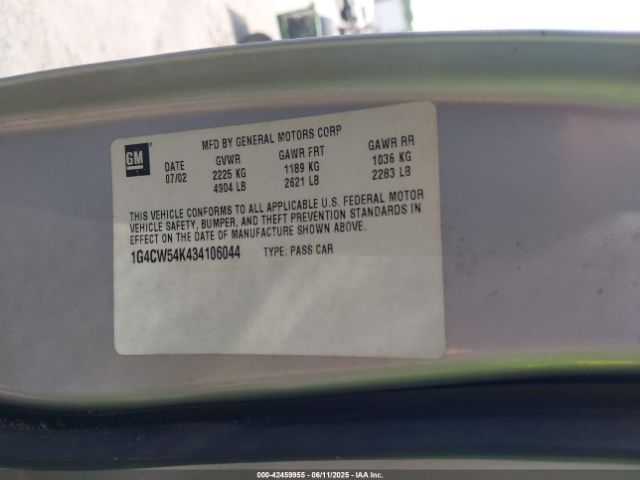 GM
MFD BY GENERAL MOTORS CORP
DATE GVWR GAWR FRT GAWR RR
07/02 2225 KG 1189 KG 1036 KG
4904 LB 2621 LB 2283 LB
THIS VEHICLE CONFORMS TO ALL APPLICABLE U.S. FEDERAL MOTOR
VEHICLE SAFETY, BUMPER, AND THEFT PREVENTION STANDARDS IN
EFFECT ON THE DATE OF MANUFACTURE SHOWN ABOVE.
1G4CW54K434106044 TYPE: PASS CAR
000-42459955 - 06/11/2025 - IAA Inc.